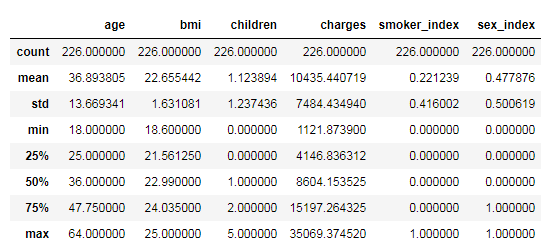 age bmi children charges smoker_index sex_index
count 226.000000 226.000000 226.000000 226.000000 226.000000 226.000000
mean 36.893805 22.655442 1.123894 10435.440719 0.221239 0.477876
std 13.669341 1.631081 1.237436 7484.434940 0.416002 0.500619
min 18.000000 18.600000 0.000000 1121.873900 0.000000 0.000000
25% 25.000000 21.561250 0.000000 4146.836312 0.000000 0.000000
50% 36.000000 22.990000 1.000000 8604.153525 0.000000 0.000000
75% 47.750000 24.035000 2.000000 15197.264325 0.000000 1.000000
max 64.000000 25.000000 5.000000 35069.374520 1.000000 1.000000